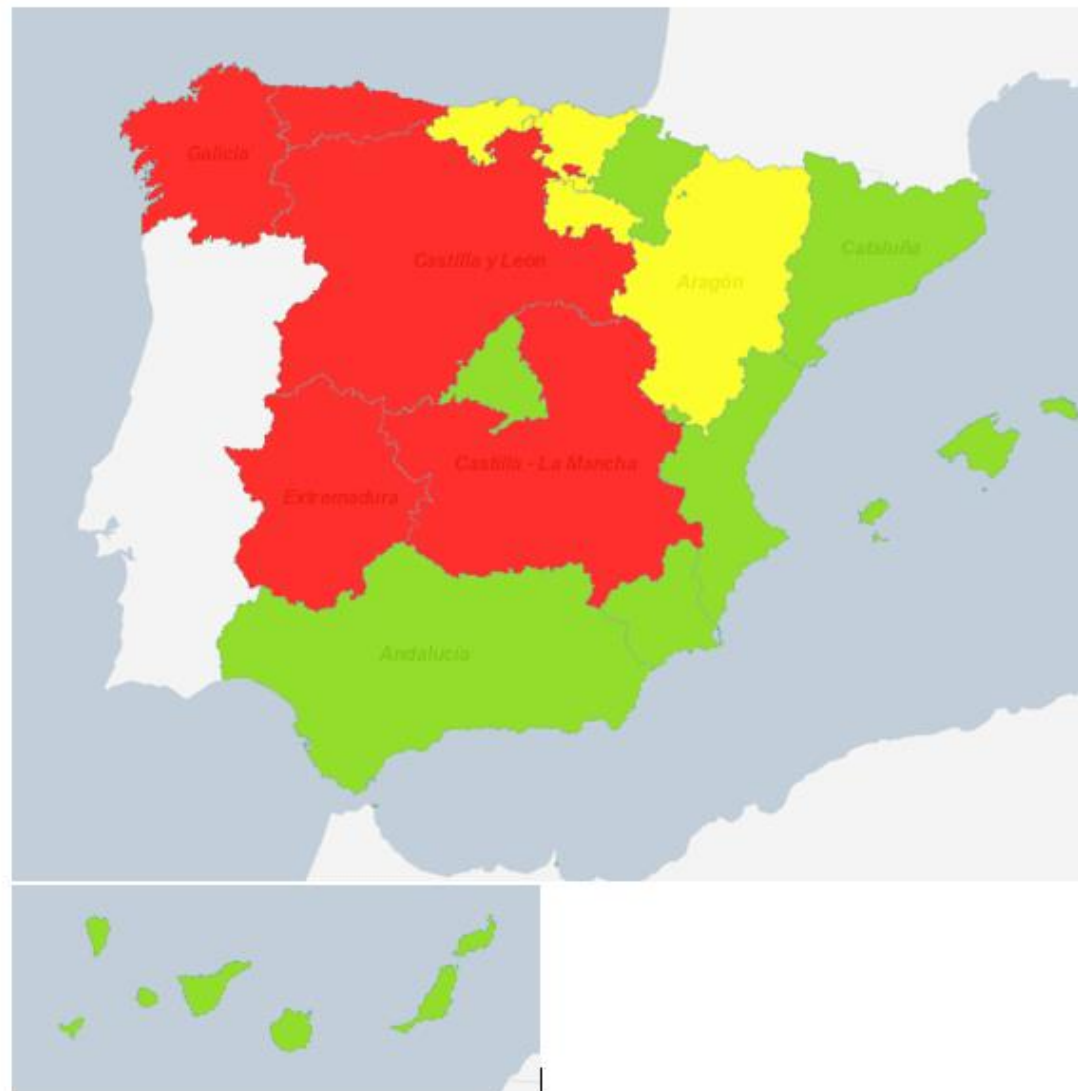 Galicia
Castilla y León
Cataluña
Aragón
Castilla - La Mancha
Extremadura
Andalucía